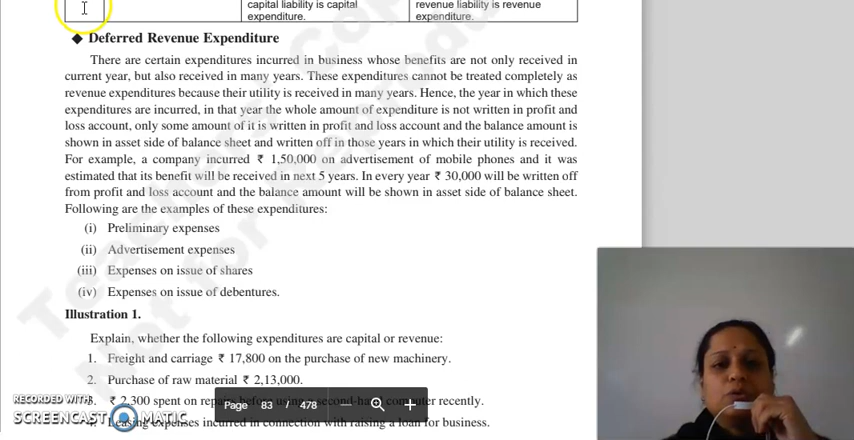 capital liability is capital revenue liability is revenue
expenditure. expenditure.
◆ Deferred Revenue Expenditure
There are certain expenditures incurred in business whose benefits are not only received in
current year, but also received in many years. These expenditures cannot be treated completely as
revenue expenditures because their utility is received in many years. Hence, the year in which these
expenditures are incurred, in that year the whole amount of expenditure is not written in profit and
loss account, only some amount of it is written in profit and loss account and the balance amount is
shown in asset side of balance sheet and written off in those years in which their utility is received.
For example, a company incurred ₹ 1,50,000 on advertisement of mobile phones and it was
estimated that its benefit will be received in next 5 years. In every year ₹ 30,000 will be written off
from profit and loss account and the balance amount will be shown in asset side of balance sheet.
Following are the examples of these expenditures:
(i) Preliminary expenses
(ii) Advertisement expenses
(iii) Expenses on issue of shares
(iv) Expenses on issue of debentures.
Illustration 1.
Explain, whether the following expenditures are capital or revenue:
1. Freight and carriage ₹ 17,800 on the purchase of new machinery.
2. Purchase of raw material ₹ 2,13,000.
3. ₹ 2,300 spent on repairs before using a second-hand computer recently.
expenses incurred in connection with raising a loan for business.
Page 83 / 478
RECORDED WITH
SCREENCAST MATIC
Teachers Copy
Not for